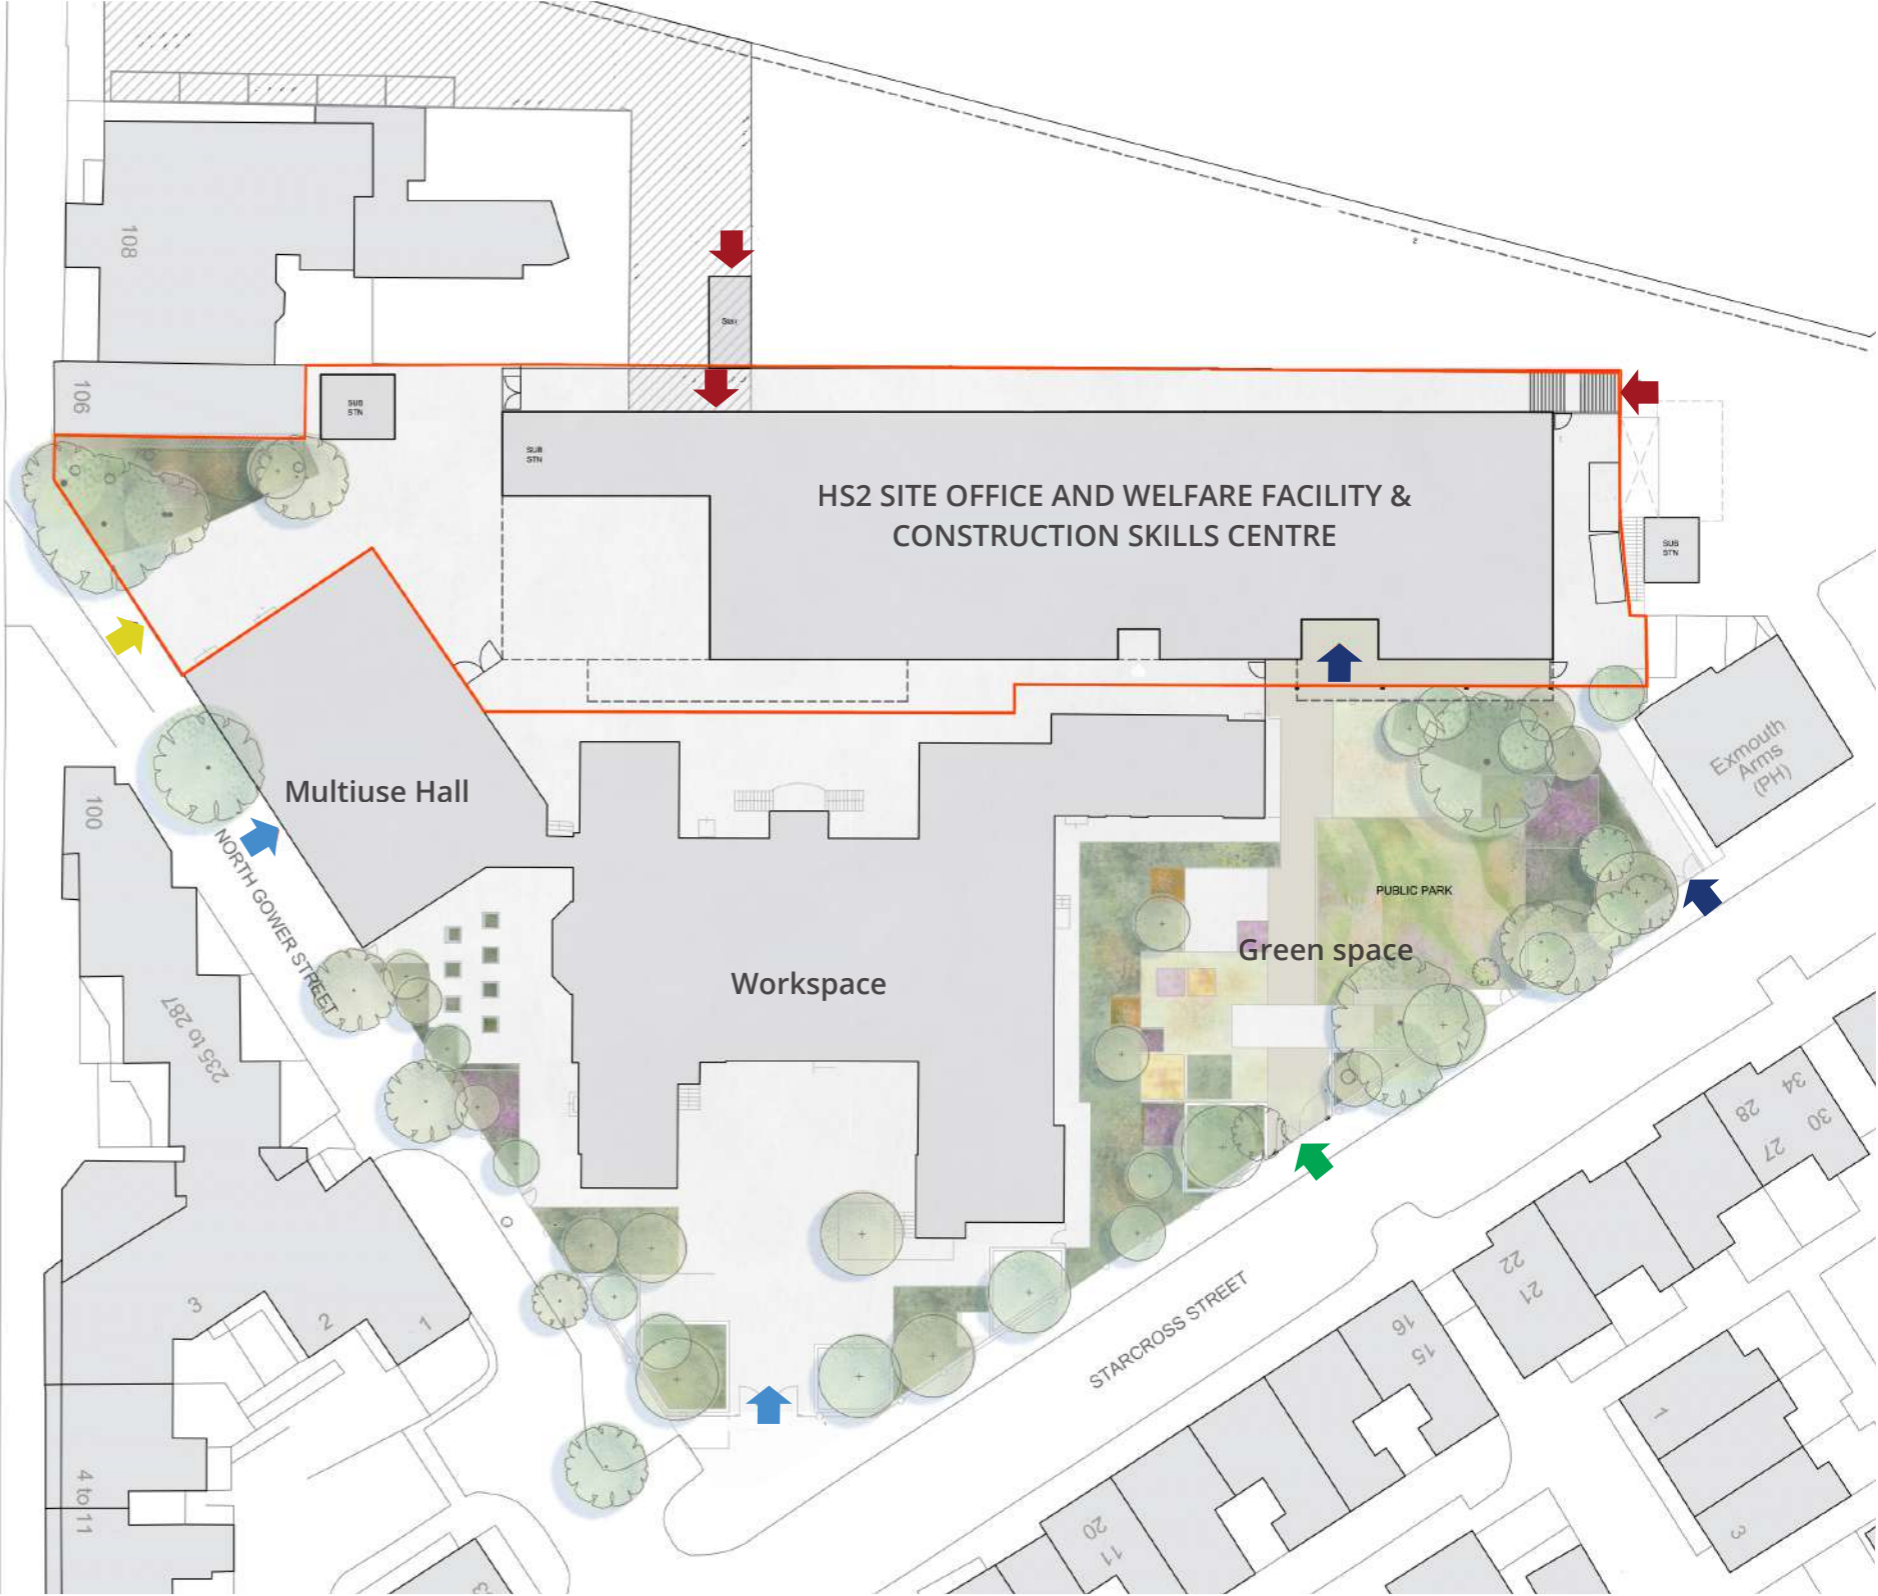 108
106
SUB
STN
SUB
STN
HS2 SITE OFFICE AND WELFARE FACILITY &
CONSTRUCTION SKILLS CENTRE
SUB
STN
Exmouth
Arms
(PH)
100
Multiuse Hall
NORTH GOWER STREET
PUBLIC PARK
Green space
Workspace
235 to 287
34
28
30
27
22
21
3
2
1
STARCROSS STREET
16
15
1
4 to 11
20
11
3